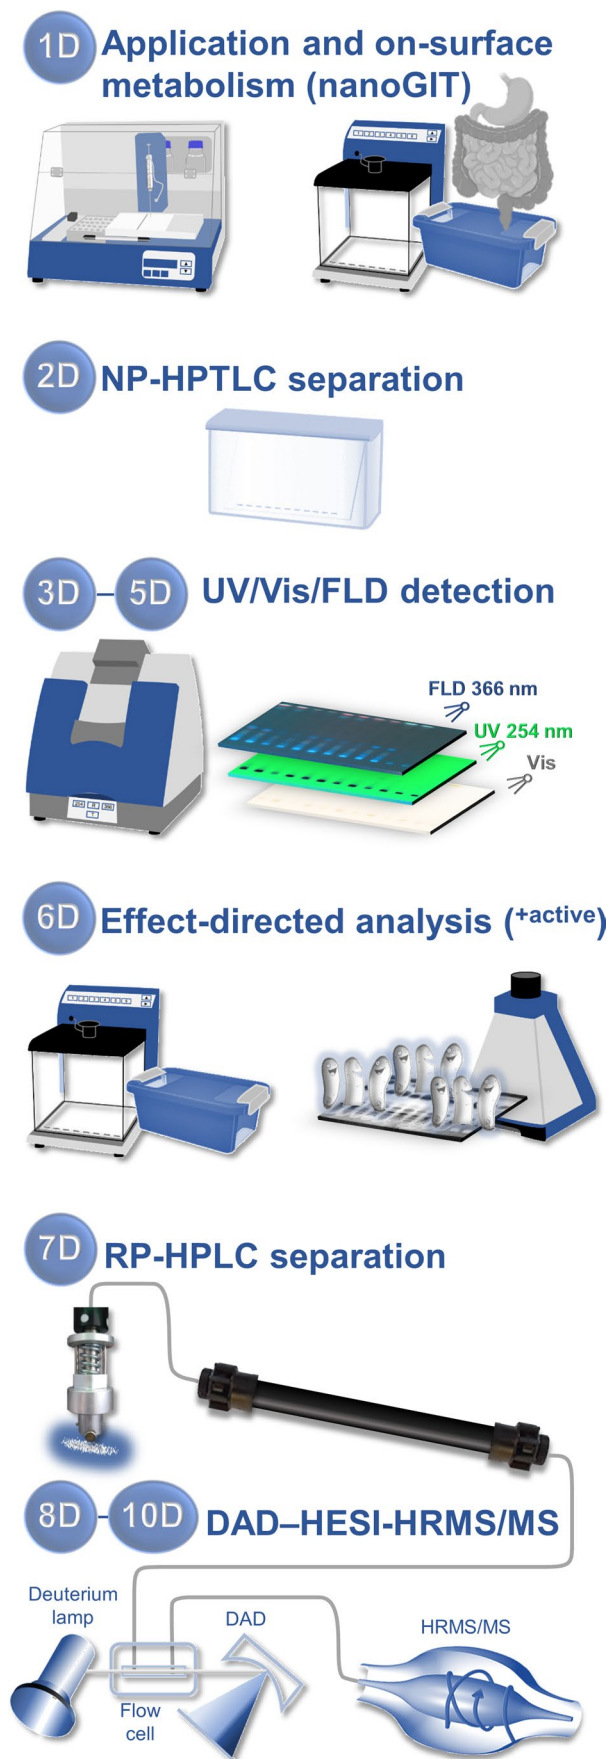 1D Application and on-surface
metabolism (nanoGIT)
2D NP-HPTLC separation
3D – 5D UV/Vis/FLD detection
FLD 366 nm
UV 254 nm
Vis
6D Effect-directed analysis (+active)
7D RP-HPLC separation
8D - 10D DAD–HESI-HRMS/MS
Deuterium
lamp
DAD
HRMS/MS
Flow
cell